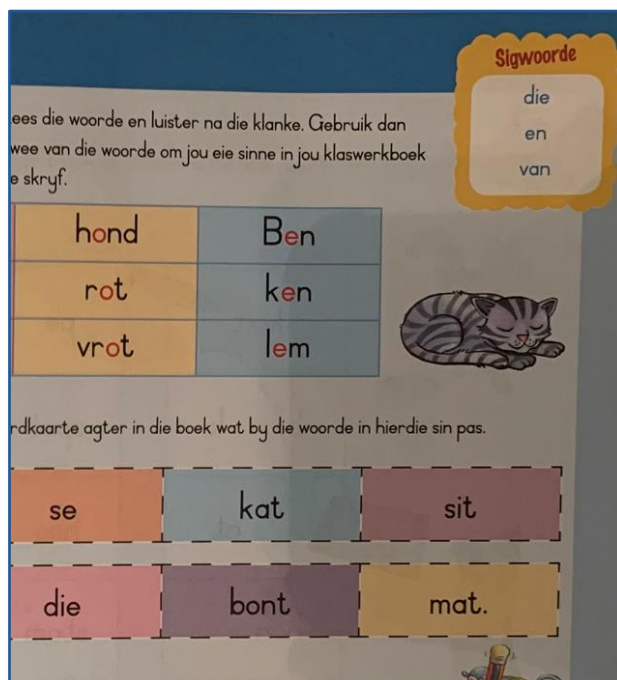 Sigwoorde
die
en
van
ees die woorde en luister na die klanke. Gebruik dan
wee van die woorde om jou eie sinne in jou klaswerkboek
e skryf.
hond Ben
rot ken
vrot lem
rdkaarte agter in die boek wat by die woorde in hierdie sin pas.
se kat sit
die bont mat.